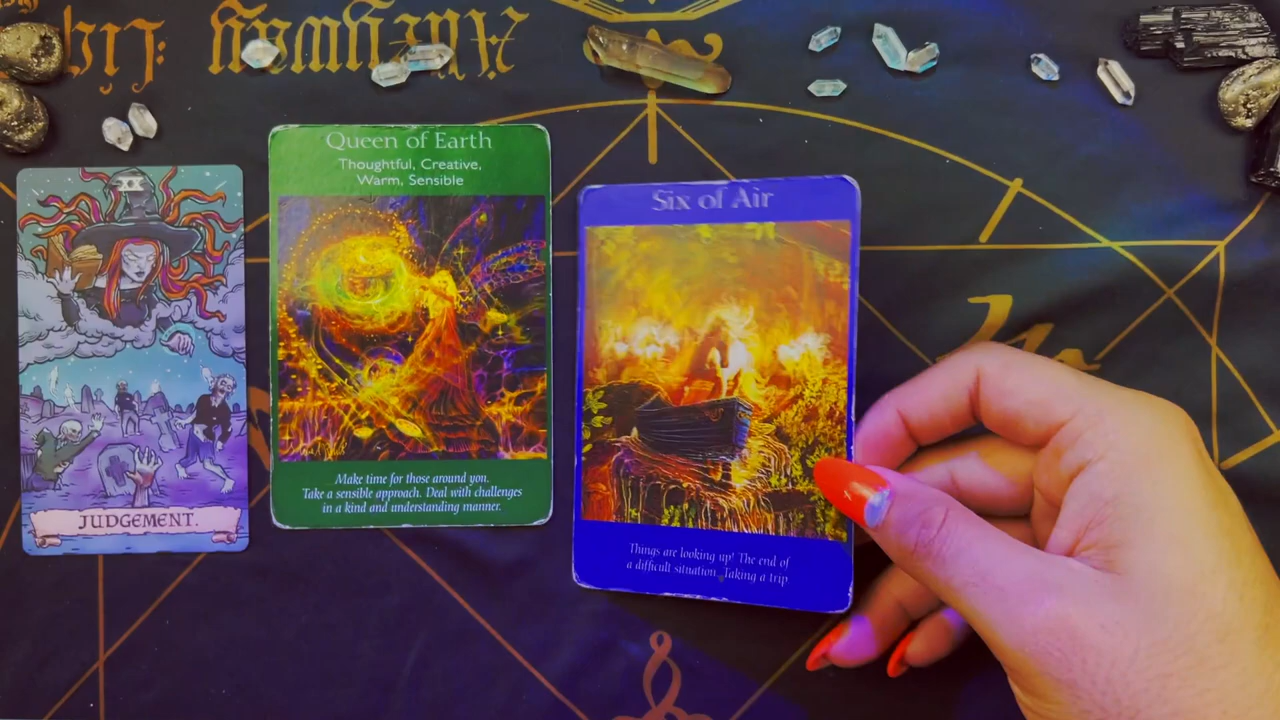 XX
JUDGEMENT.
Queen of Earth
Thoughtful, Creative,
Warm, Sensible
Make time for those around you.
Take a sensible approach. Deal with challenges
in a kind and understanding manner.
Six of Air
Things are looking up! The end of
a difficult situation. Taking a trip.